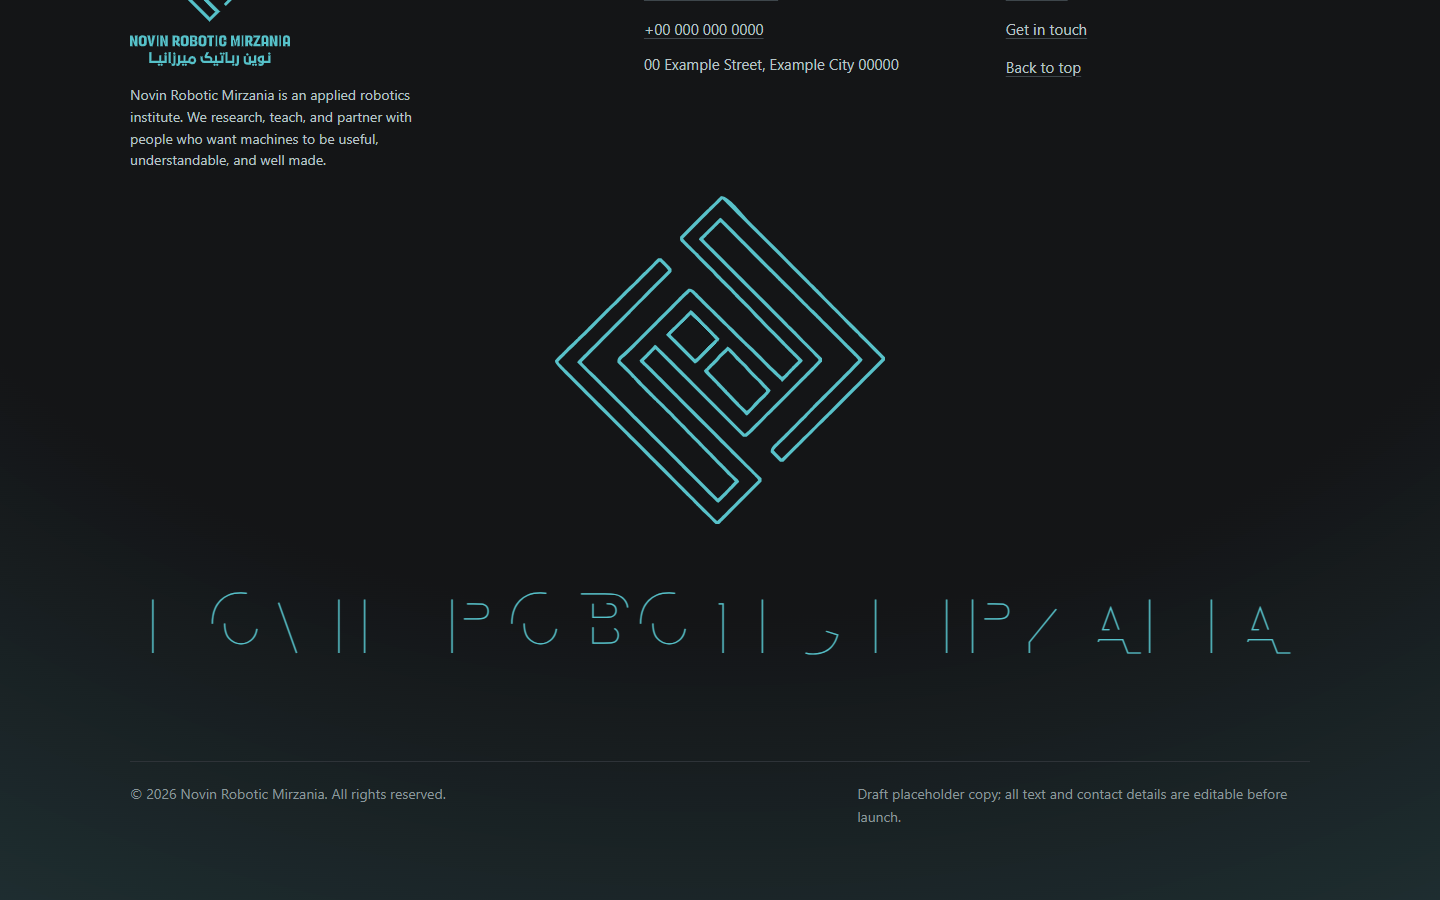 NOVIN ROBOTIC MIRZANIA
نوین رباتیک میرزانیا
Novin Robotic Mirzania is an applied robotics
institute. We research, teach, and partner with
people who want machines to be useful,
understandable, and well made.
+00 000 000 0000
00 Example Street, Example City 00000
Get in touch
Back to top
© 2026 Novin Robotic Mirzania. All rights reserved.
Draft placeholder copy; all text and contact details are editable before
launch.